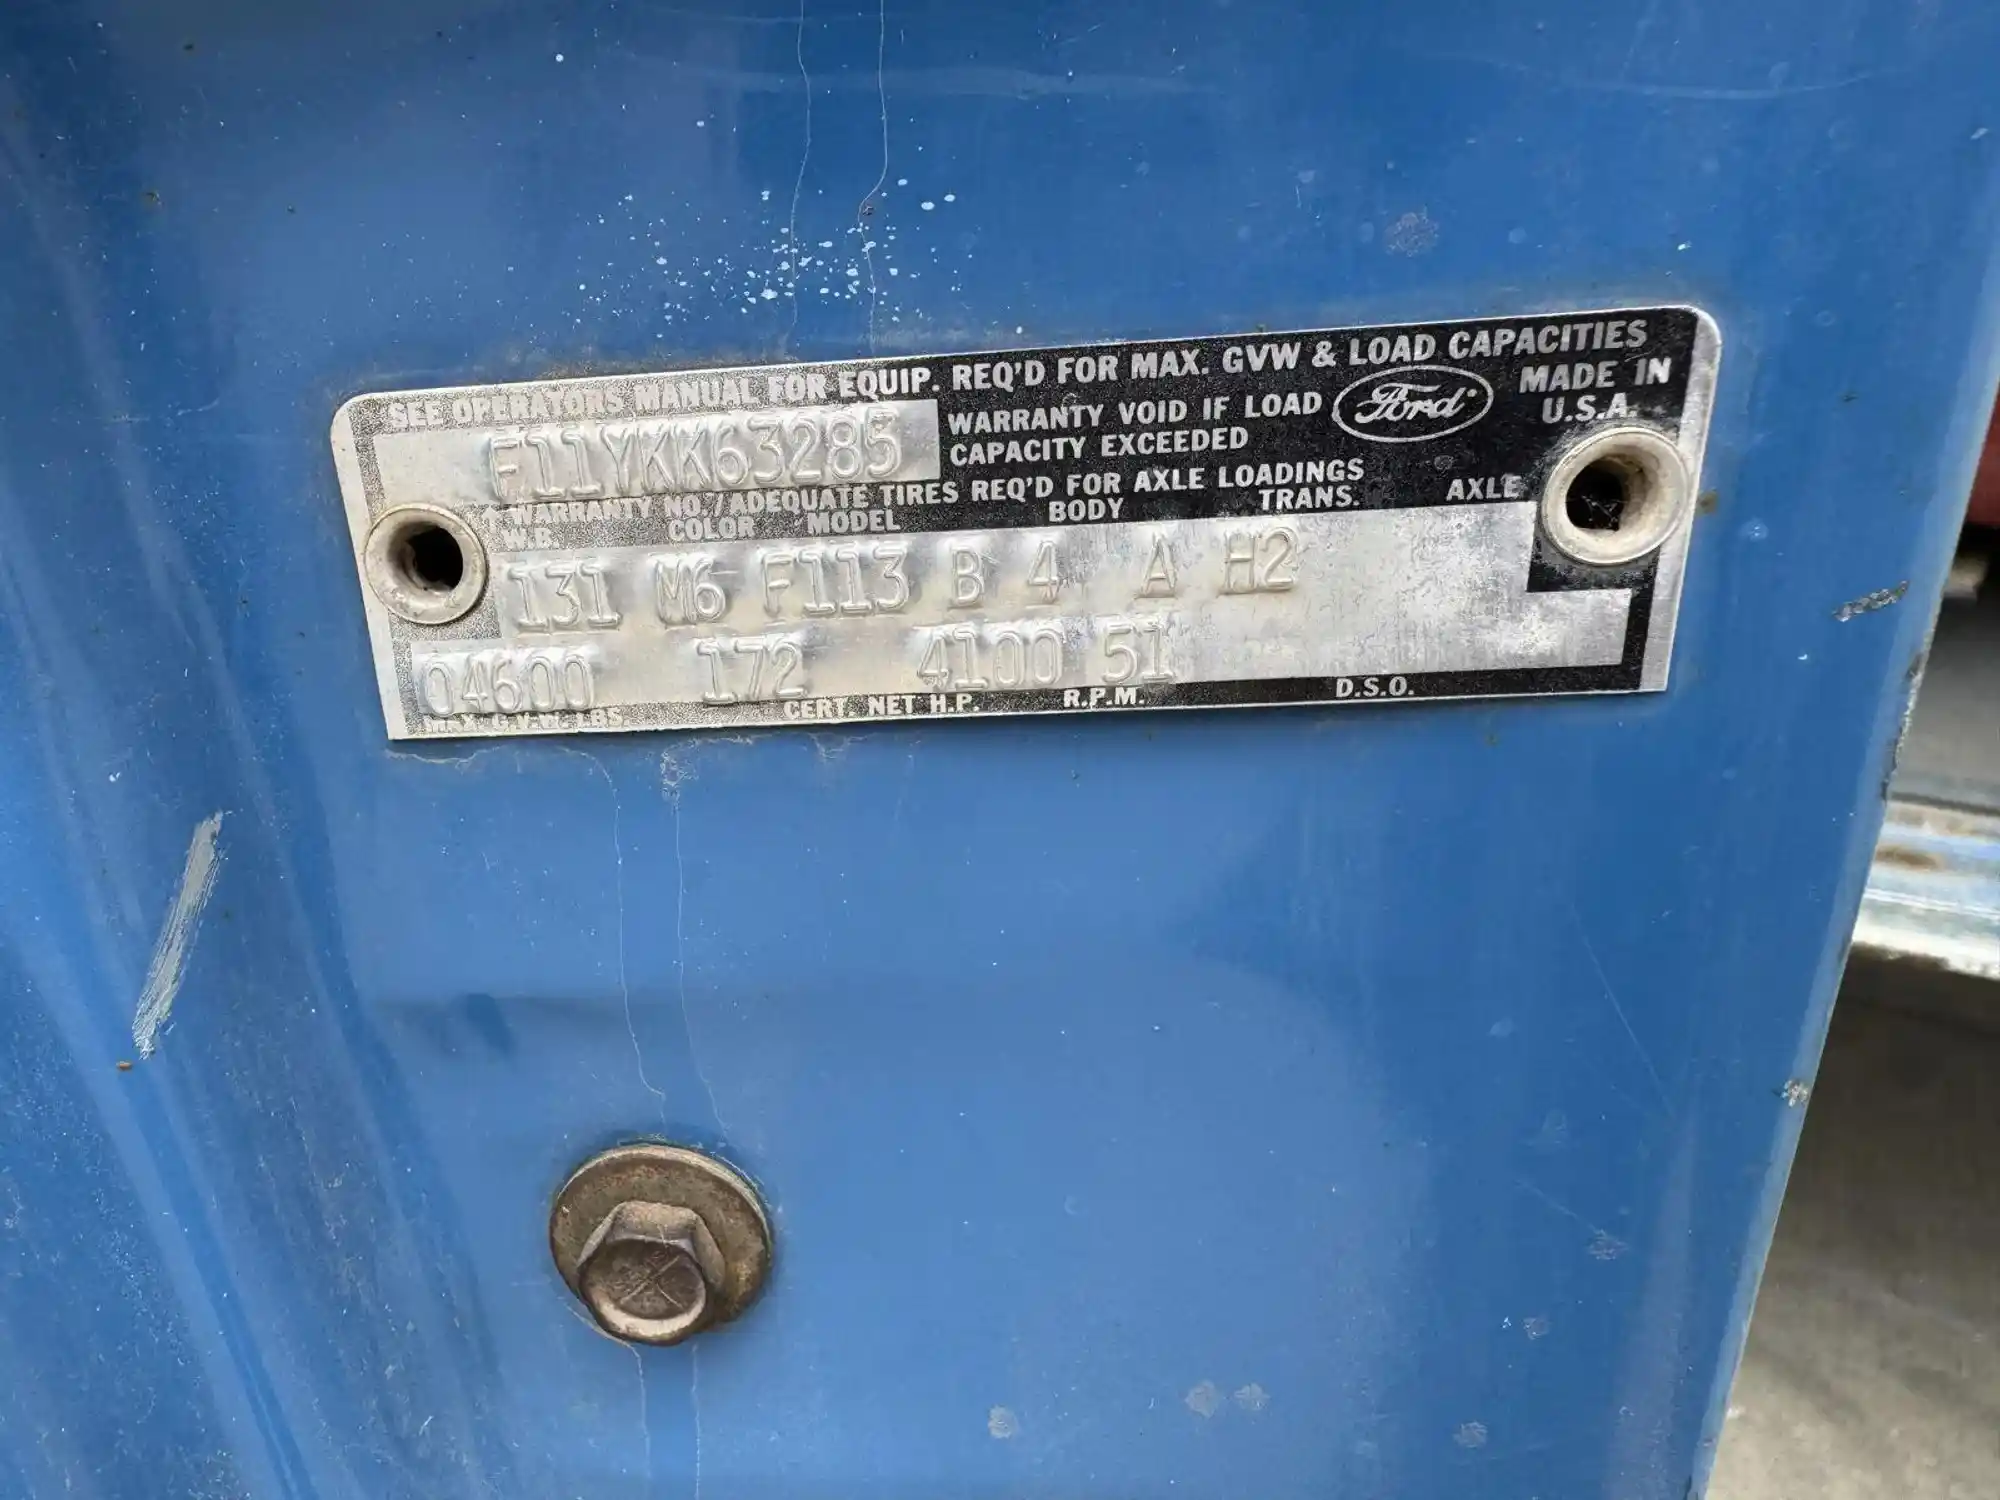 SEE OPERATORS MANUAL FOR EQUIP. REQ'D FOR MAX. GVW & LOAD CAPACITIES
F11YKK63285
WARRANTY VOID IF LOAD
CAPACITY EXCEEDED
Ford
MADE IN
U.S.A.
WARRANTY NO./ADEQUATE TIRES REQ'D FOR AXLE LOADINGS
W.B. COLOR MODEL BODY TRANS. AXLE
131 M6 F113 B 4 A H2
04600 172 4100 51
MAX. G.V.W. LBS. CERT. NET H.P. R.P.M. D.S.O.